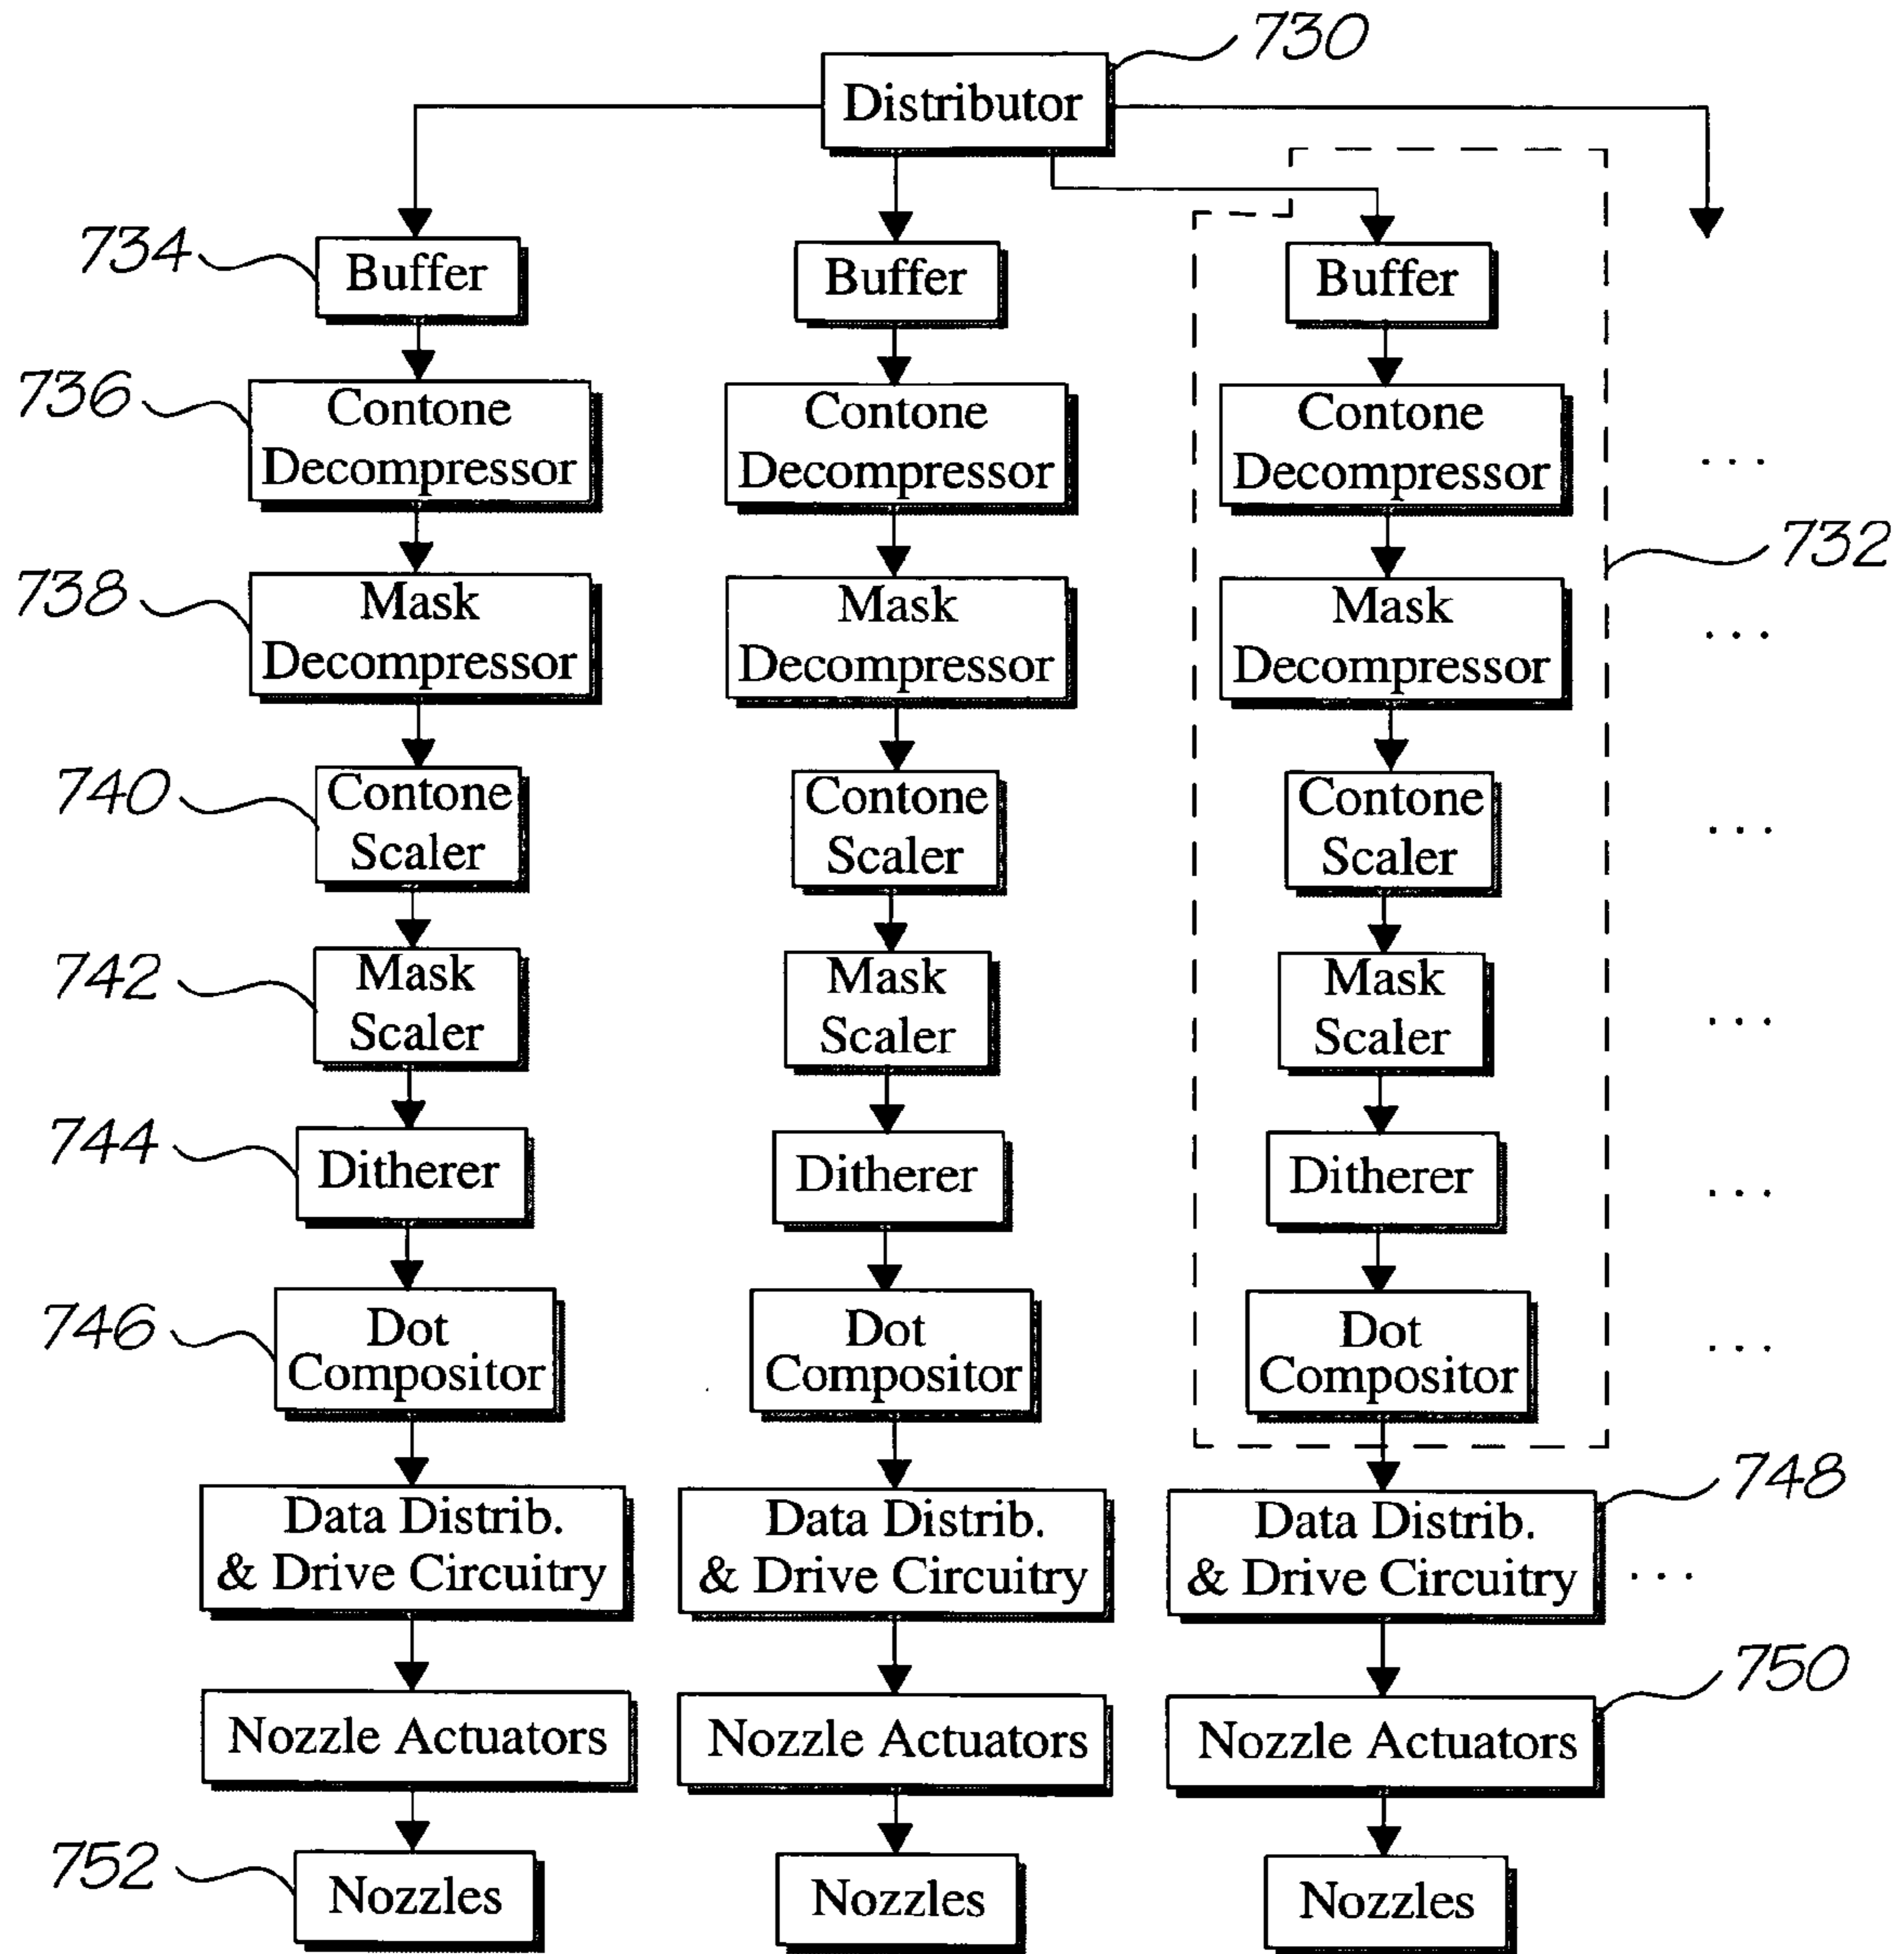 730
Distributor
734
Buffer
Buffer
Buffer
736
Contone
Decompressor
Contone
Decompressor
Contone
Decompressor
...
732
738
Mask
Decompressor
Mask
Decompressor
Mask
Decompressor
...
740
Contone
Scaler
Contone
Scaler
Contone
Scaler
...
742
Mask
Scaler
Mask
Scaler
Mask
Scaler
...
744
Ditherer
Ditherer
Ditherer
...
746
Dot
Compositor
Dot
Compositor
Dot
Compositor
...
748
Data Distrib.
& Drive Circuitry
Data Distrib.
& Drive Circuitry
Data Distrib.
& Drive Circuitry
...
750
Nozzle Actuators
Nozzle Actuators
Nozzle Actuators
752
Nozzles
Nozzles
Nozzles